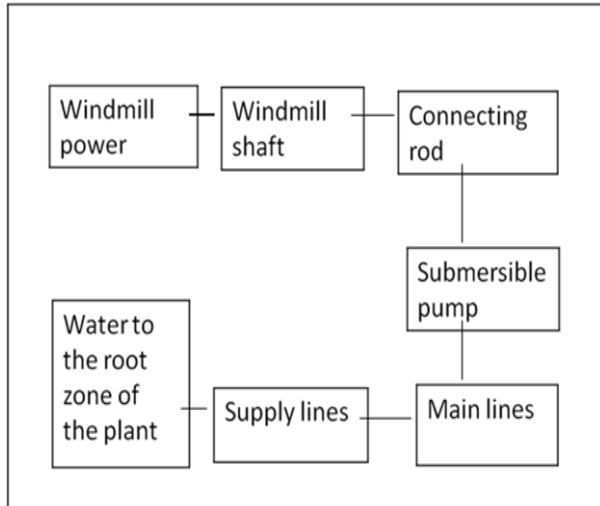 Windmill
power
Windmill
shaft
Connecting
rod
Submersible
pump
Main lines
Supply lines
Water to
the root
zone of
the plant